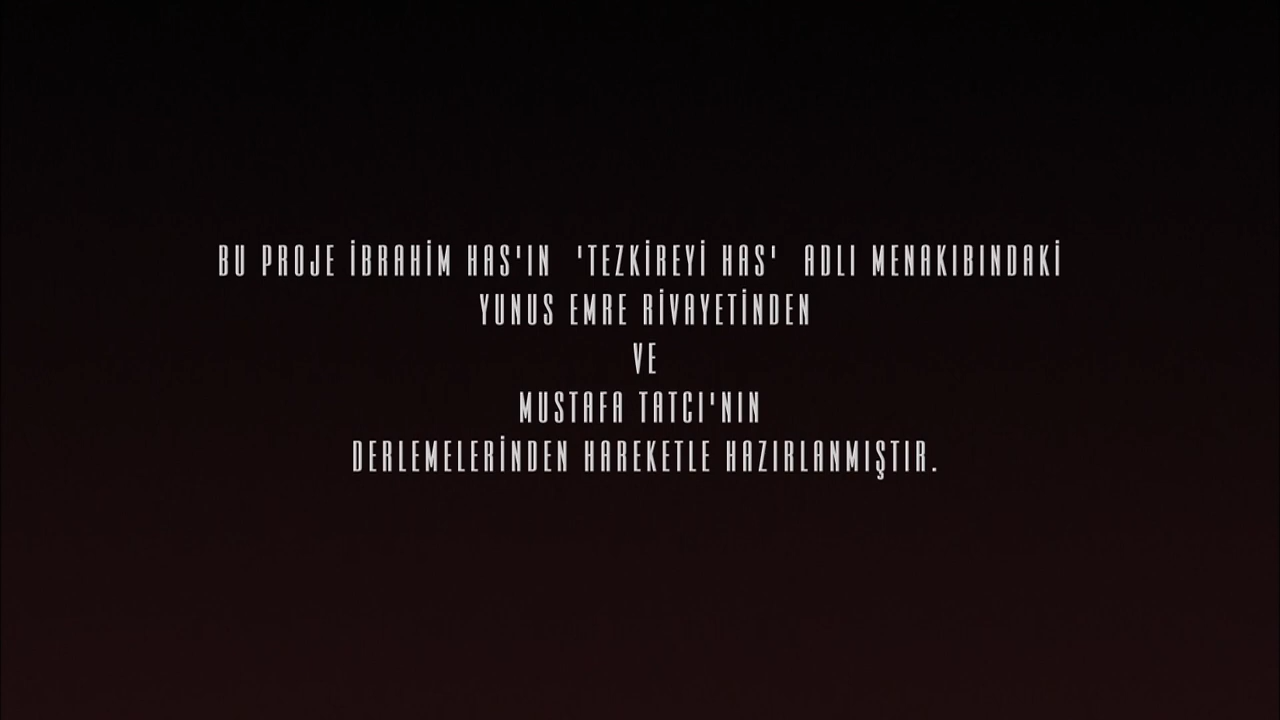 BU PROJE İBRAHİM HAS'IN 'TEZKİREYİ HAS' ADLI MENAKIBINDAKİ
YUNUS EMRE RİVAYETİNDEN
VE
MUSTAFA TATCI'NIN
DERLEMELERİNDEN HAREKETLE HAZIRLANMIŞTIR.